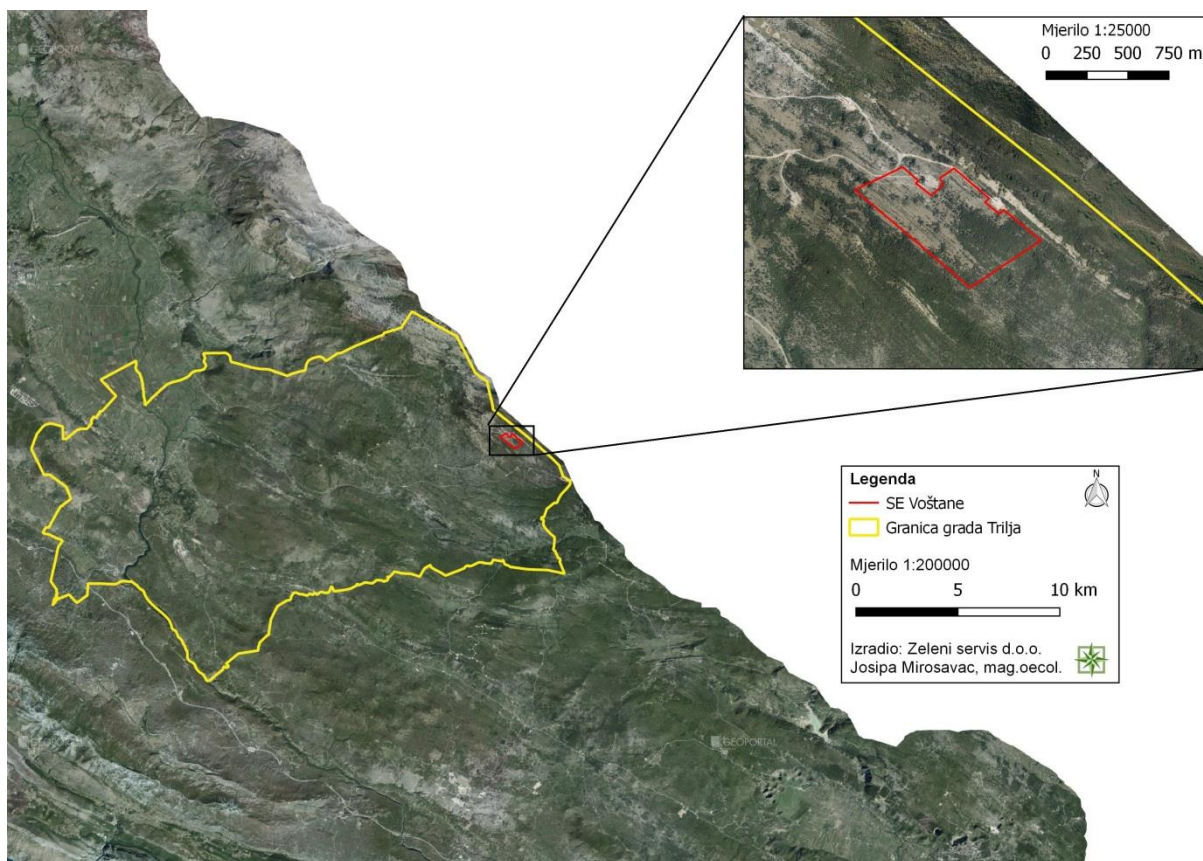 GEOPORTAL
Mjerilo 1:25000
0 250 500 750 m
Legenda
N
SE Voštane
Granica grada Trilja
Mjerilo 1:200000
0 5 10 km
Izradio: Zeleni servis d.o.o.
Josipa Mirosavac, mag.oecol.
GEOPORTAL
GEOPORTAL